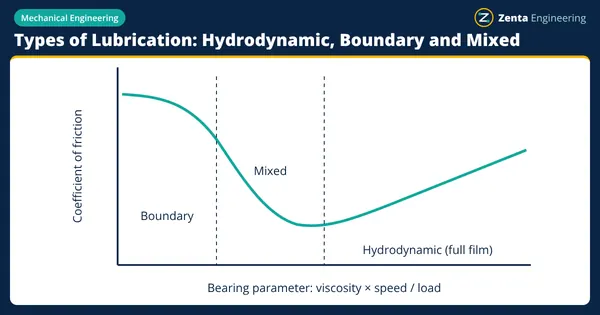 Mechanical Engineering
Zenta Engineering
Types of Lubrication: Hydrodynamic, Boundary and Mixed
Coefficient of friction
Mixed
Boundary
Hydrodynamic (full film)
Bearing parameter: viscosity × speed / load